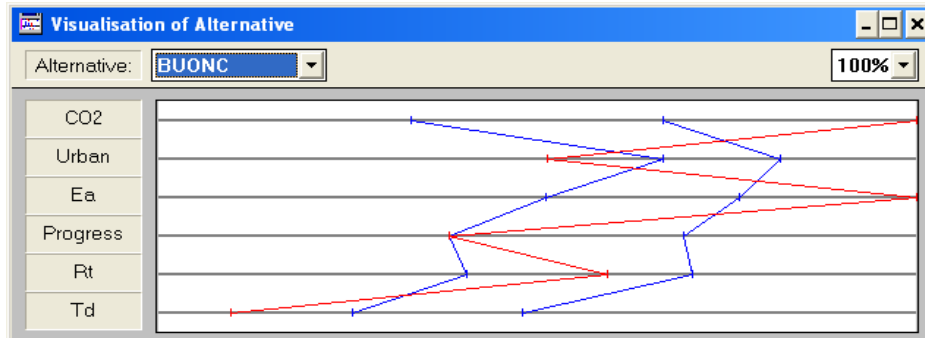 Visualisation of Alternative
Alternative: BUONC 100%
CO2
Urban
Ea
Progress
Rt
Td